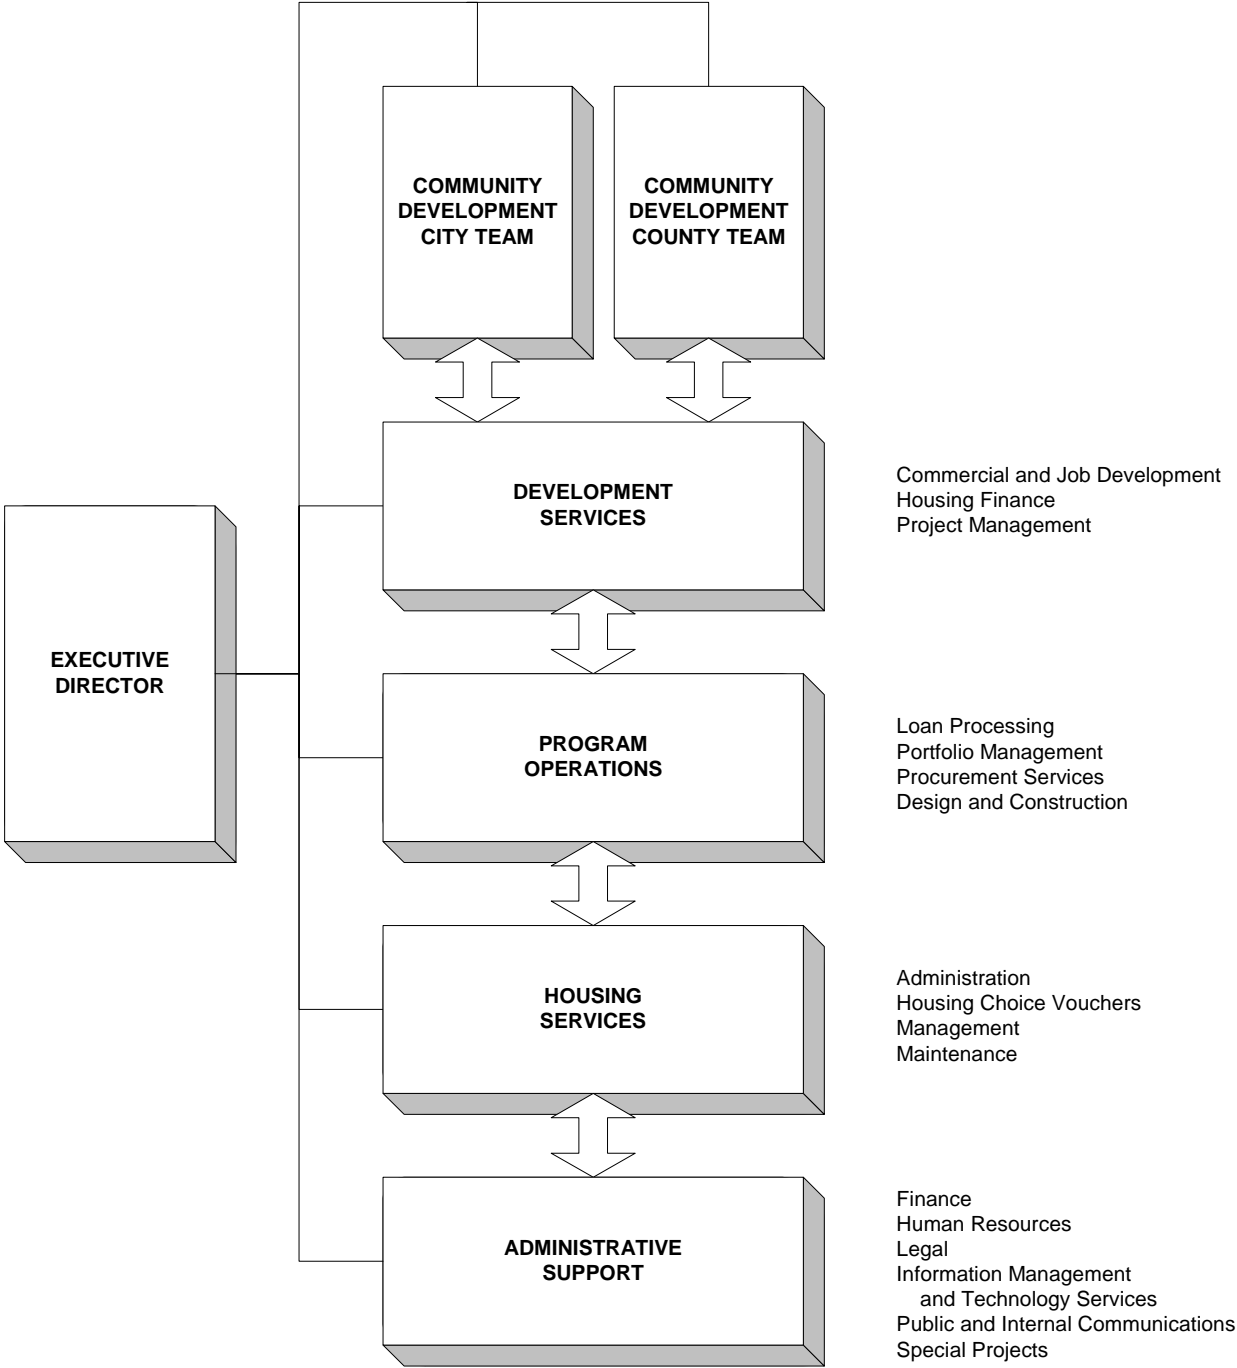 COMMUNITY
DEVELOPMENT
CITY TEAM
COMMUNITY
DEVELOPMENT
COUNTY TEAM
DEVELOPMENT
SERVICES
Commercial and Job Development
Housing Finance
Project Management
EXECUTIVE
DIRECTOR
PROGRAM
OPERATIONS
Loan Processing
Portfolio Management
Procurement Services
Design and Construction
HOUSING
SERVICES
Administration
Housing Choice Vouchers
Management
Maintenance
ADMINISTRATIVE
SUPPORT
Finance
Human Resources
Legal
Information Management
and Technology Services
Public and Internal Communications
Special Projects